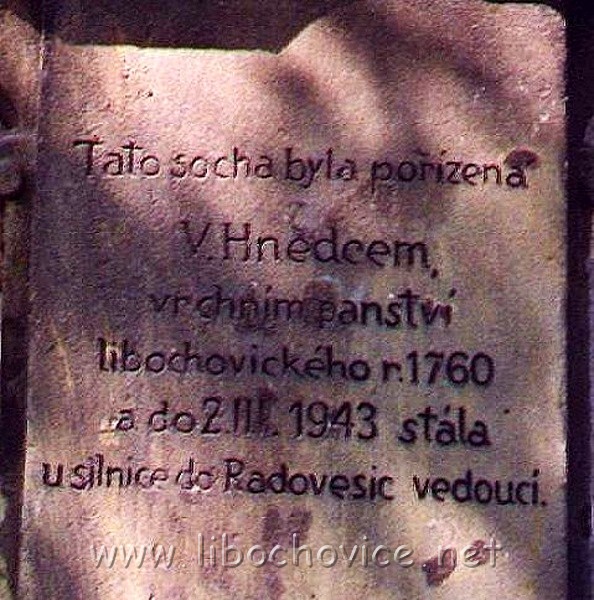 Tato socha byla pořízena
V. Hnědcem,
vrchním panství
libochovického r. 1760
a do 2.III. 1943 stála
u silnice do Radovesic vedoucí.
www.libochovice.net